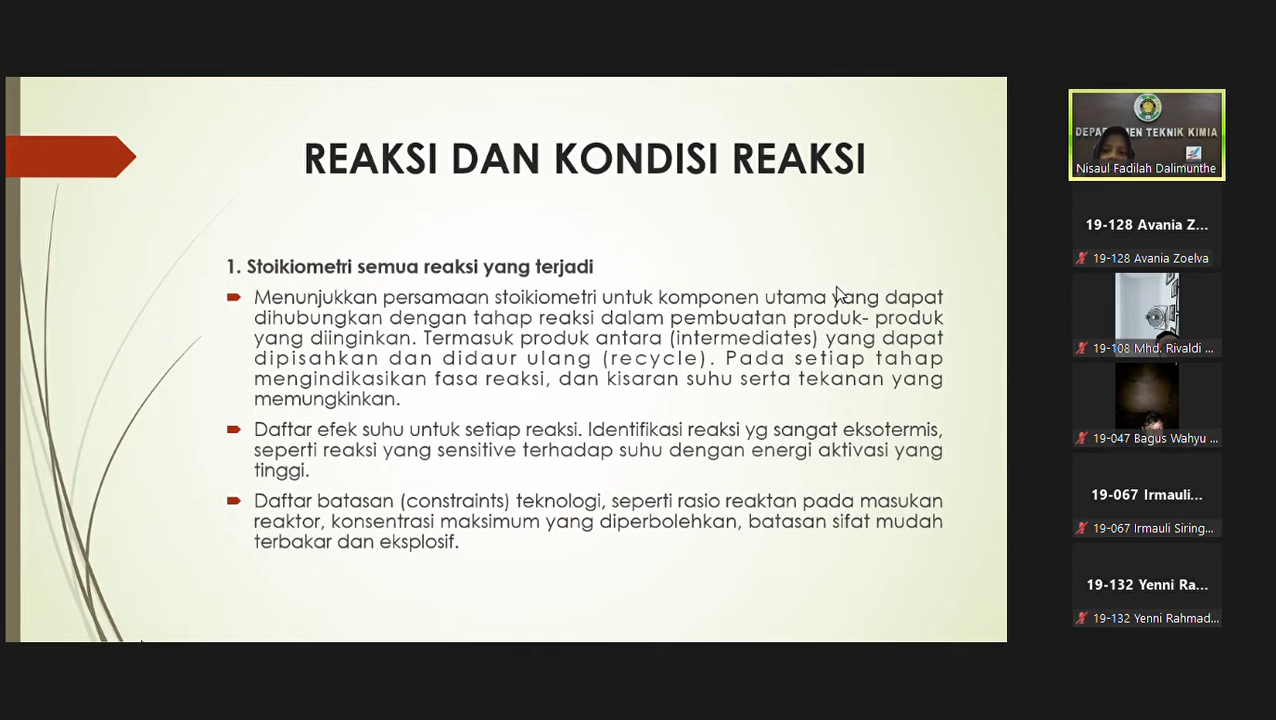 REAKSI DAN KONDISI REAKSI
1. Stoikiometri semua reaksi yang terjadi
Menunjukkan persamaan stoikiometri untuk komponen utama yang dapat
dihubungkan dengan tahap reaksi dalam pembuatan produk- produk
yang diinginkan. Termasuk produk antara (intermediates) yang dapat
dipisahkan dan didaur ulang (recycle). Pada setiap tahap
mengindikasikan fasa reaksi, dan kisaran suhu serta tekanan yang
memungkinkan.
Daftar efek suhu untuk setiap reaksi. Identifikasi reaksi yg sangat eksotermis,
seperti reaksi yang sensitive terhadap suhu dengan energi aktivasi yang
tinggi.
Daftar batasan (constraints) teknologi, seperti rasio reaktan pada masukan
reaktor, konsentrasi maksimum yang diperbolehkan, batasan sifat mudah
terbakar dan eksplosif.
DEPARTEMEN TEKNIK KIMIA
Nisaul Fadilah Dalimunthe
19-128 Avania Z...
19-128 Avania Zoelva
19-108 Mhd. Rivaldi ...
19-047 Bagus Wahyu ...
19-067 Irmauli...
19-067 Irmauli Siring...
19-132 Yenni Ra...
19-132 Yenni Rahmad...